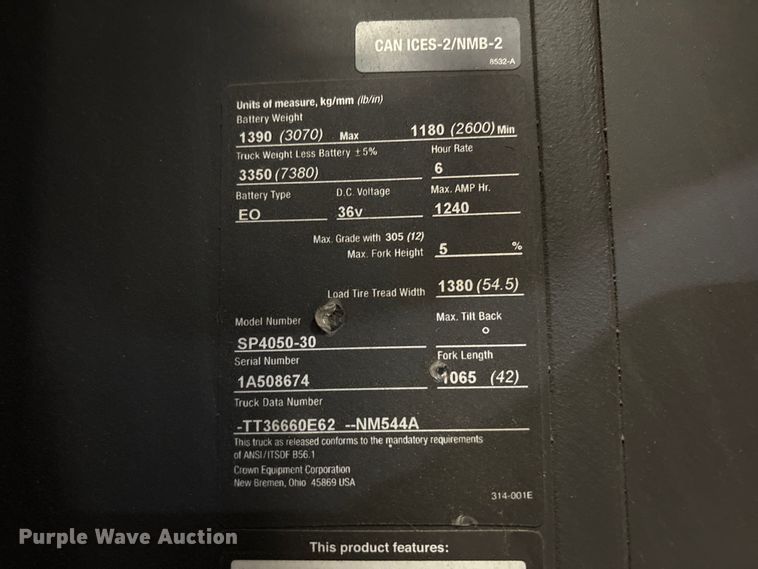 CAN ICES-2/NMB-2
8532-A
Units of measure, kg/mm (lb/in)
Battery Weight
1390 (3070) Max 1180 (2600) Min
Truck Weight Less Battery ±5% Hour Rate
3350 (7380) 6
Battery Type D.C. Voltage Max. AMP Hr.
EO 36v 1240
Max. Grade with 305 (12)
Max. Fork Height 5 %
Load Tire Tread Width 1380 (54.5)
Model Number Max. Tilt Back
SP4050-30 °
Serial Number Fork Length
1A508674 1065 (42)
Truck Data Number
-TT36660E62 --NM544A
This truck as released conforms to the mandatory requirements
of ANSI/ITSDF B56.1
Crown Equipment Corporation
New Bremen, Ohio 45869 USA
314-001E
Purple Wave Auction
This product features: